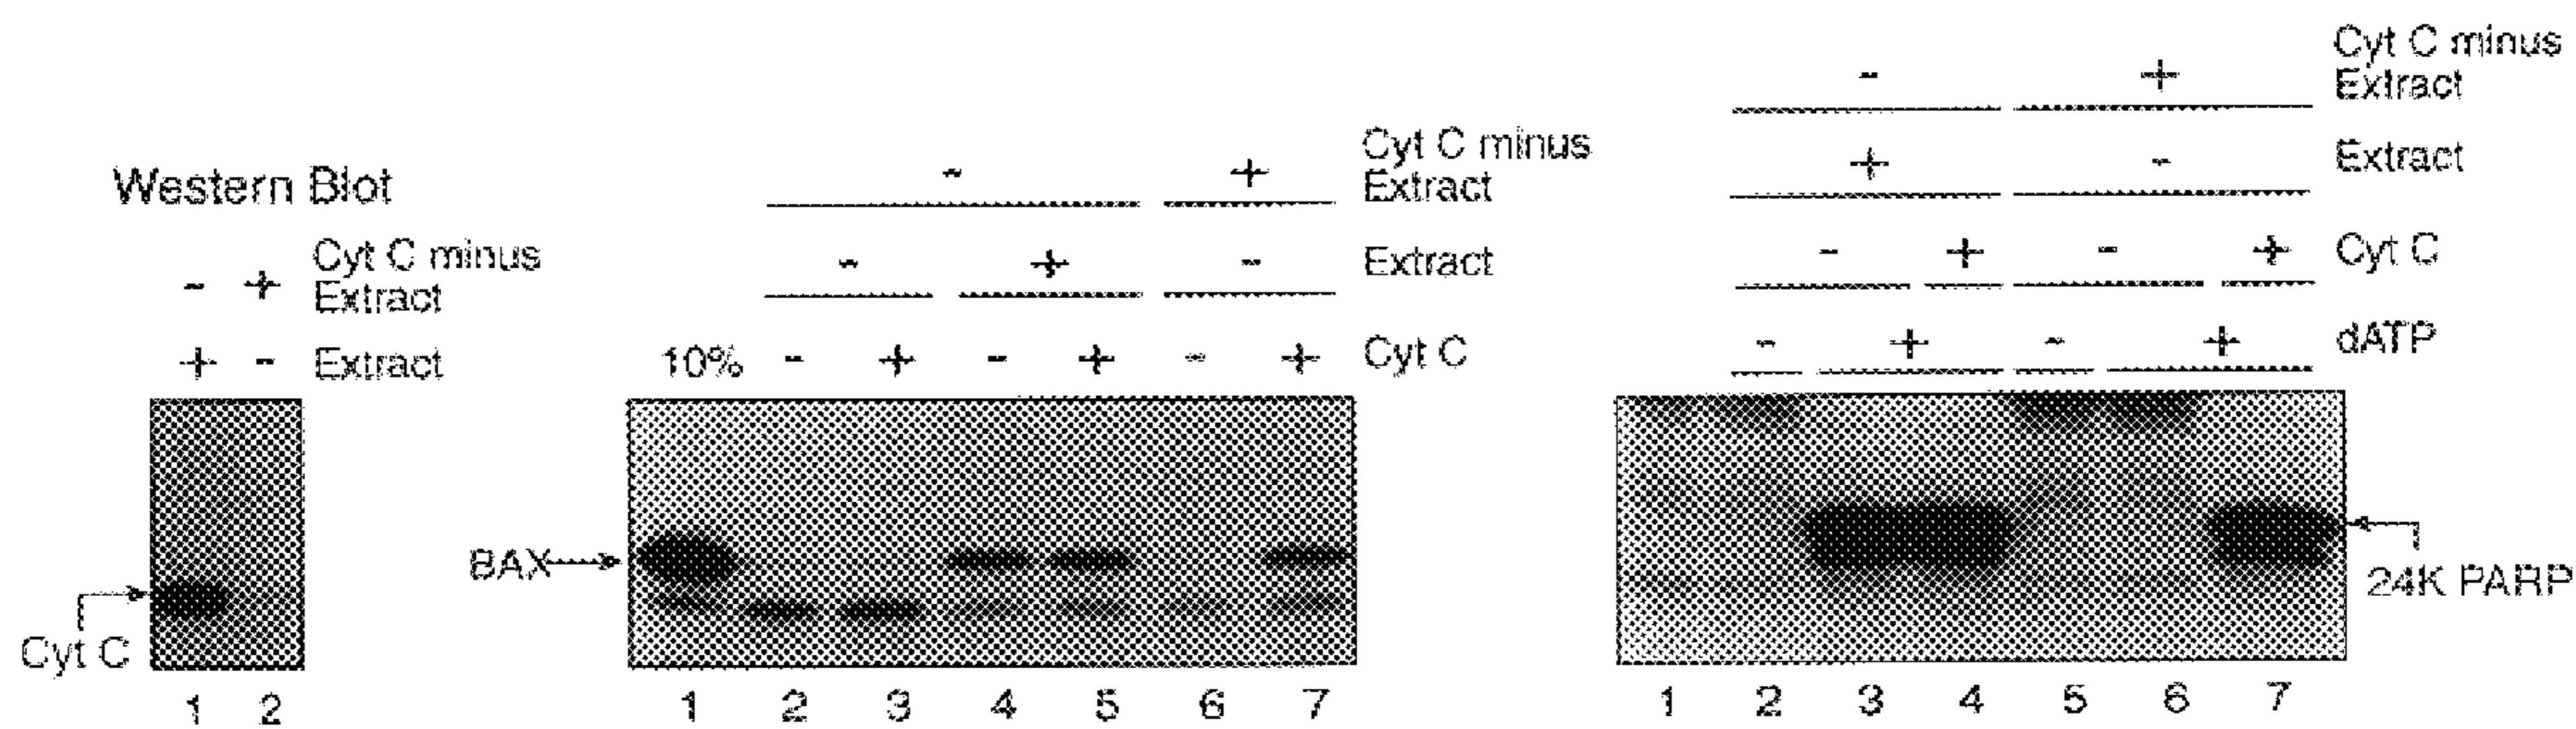 Western Blot
- + Cyt C minus
Extract
+ - Extract
Cyt C
1 2
- + Cyt C minus
Extract
- + - Extract
10% - + - + - + Cyt C
BAX
1 2 3 4 5 6 7
- + Cyt C minus
Extract
+ - Extract
- + - + Cyt C
- + - + dATP
24K PARP
1 2 3 4 5 6 7